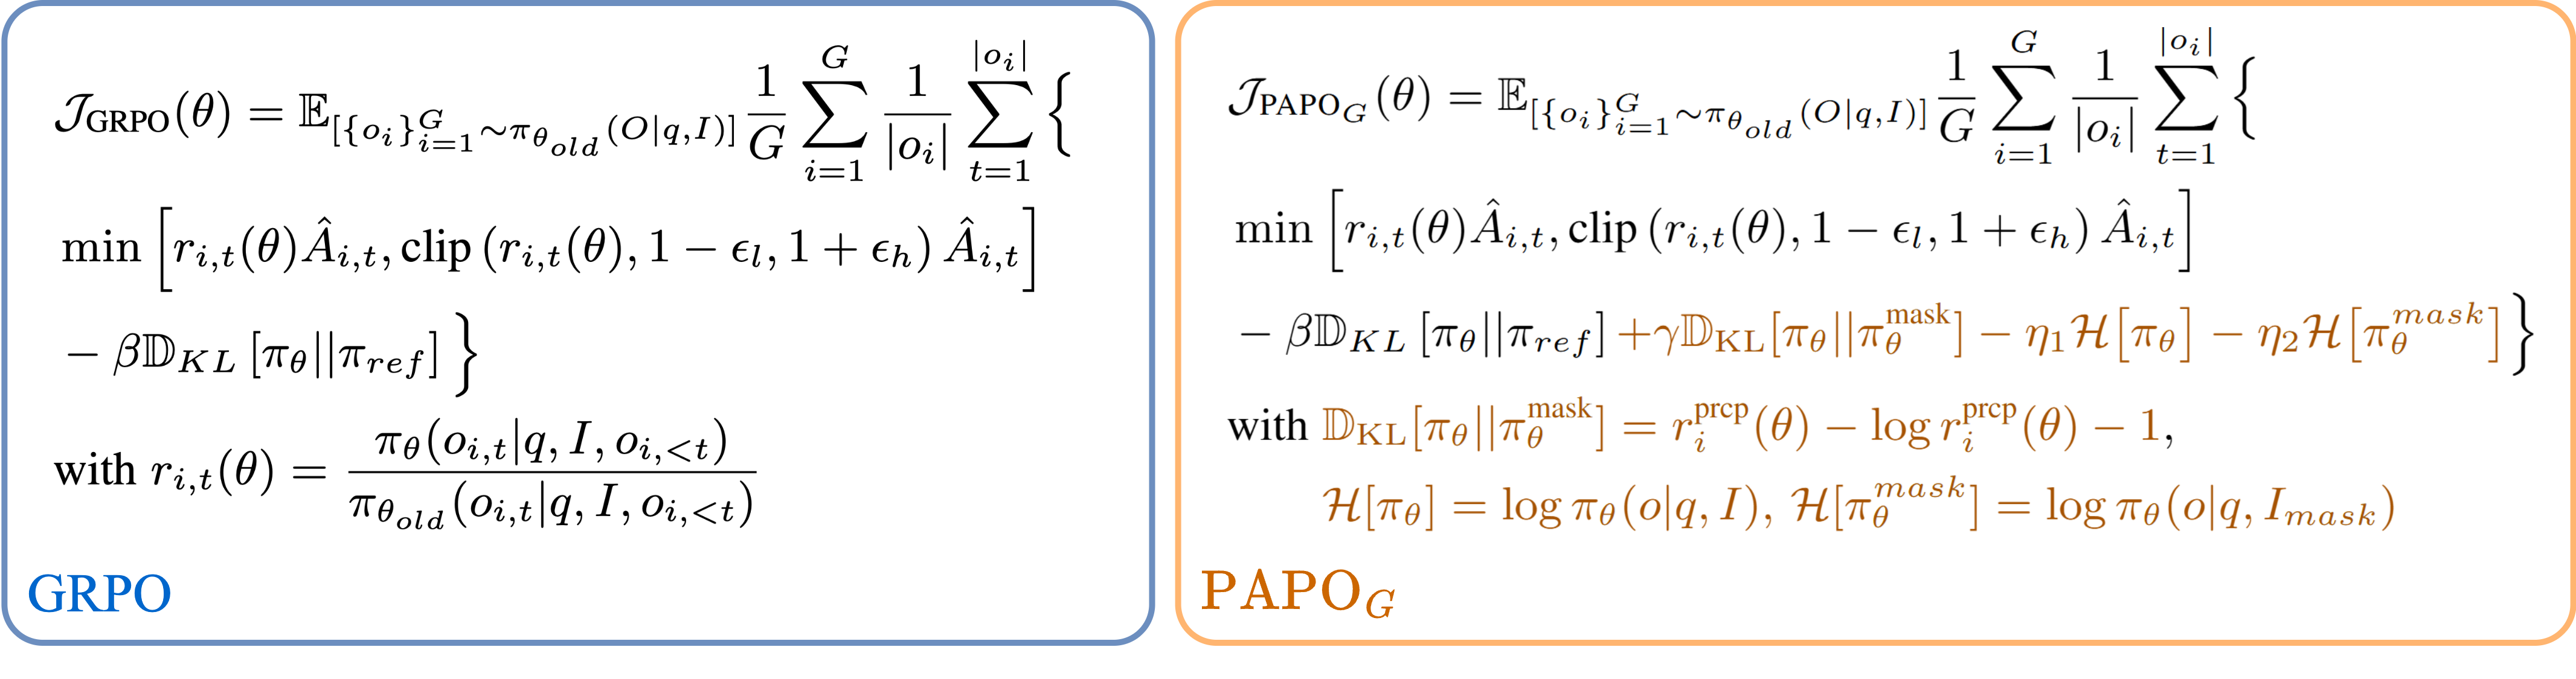 $\mathcal{J}_{\text{GRPO}}(\theta) = \mathbb{E}_{[\{o_i\}_{i=1}^{G} \sim \pi_{\theta_{old}}(O|q,I)]} \frac{1}{G} \sum_{i=1}^{G} \frac{1}{|o_i|} \sum_{t=1}^{|o_i|} \Big\{$
$\min \left[ r_{i,t}(\theta) \hat{A}_{i,t}, \text{clip} \left( r_{i,t}(\theta), 1 - \epsilon_l, 1 + \epsilon_h \right) \hat{A}_{i,t} \right]$
$- \beta \mathbb{D}_{KL} \left[ \pi_\theta || \pi_{ref} \right] \Big\}$
with $r_{i,t}(\theta) = \frac{\pi_\theta(o_{i,t}|q,I,o_{i,<t})}{\pi_{\theta_{old}}(o_{i,t}|q,I,o_{i,<t})}$
GRPO
$\mathcal{J}_{\text{PAPO}_G}(\theta) = \mathbb{E}_{[\{o_i\}_{i=1}^{G} \sim \pi_{\theta_{old}}(O|q,I)]} \frac{1}{G} \sum_{i=1}^{G} \frac{1}{|o_i|} \sum_{t=1}^{|o_i|} \Big\{$
$\min \left[ r_{i,t}(\theta) \hat{A}_{i,t}, \text{clip} \left( r_{i,t}(\theta), 1 - \epsilon_l, 1 + \epsilon_h \right) \hat{A}_{i,t} \right]$
$- \beta \mathbb{D}_{KL} \left[ \pi_\theta || \pi_{ref} \right] + \gamma \mathbb{D}_{\text{KL}}[\pi_\theta || \pi_\theta^{\text{mask}}] - \eta_1 \mathcal{H}[\pi_\theta] - \eta_2 \mathcal{H}[\pi_\theta^{mask}] \Big\}$
with $\mathbb{D}_{\text{KL}}[\pi_\theta || \pi_\theta^{\text{mask}}] = r_i^{\text{prcp}}(\theta) - \log r_i^{\text{prcp}}(\theta) - 1,$
$\mathcal{H}[\pi_\theta] = \log \pi_\theta(o|q,I), \mathcal{H}[\pi_\theta^{mask}] = \log \pi_\theta(o|q,I_{mask})$
$\text{PAPO}_G$